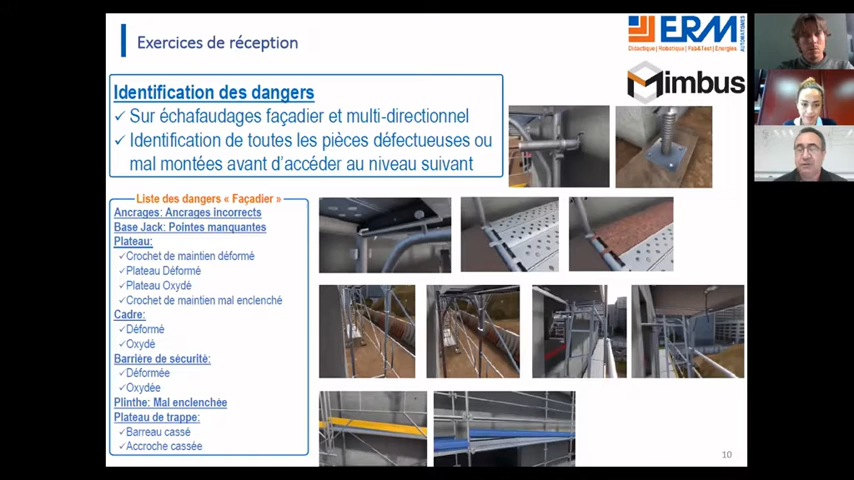 Exercices de réception
ERM
AUTOMATISMES
Didactique | Robotique | Fab&Test | Energies
Mimbus
Identification des dangers
✓ Sur échafaudages façadier et multi-directionnel
✓ Identification de toutes les pièces défectueuses ou
mal montées avant d'accéder au niveau suivant
Liste des dangers « Façadier »
Ancrages: Ancrages incorrects
Base Jack: Pointes manquantes
Plateau:
✓Crochet de maintien déformé
✓Plateau Déformé
✓Plateau Oxydé
✓Crochet de maintien mal enclenché
Cadre:
✓Déformé
✓Oxydé
Barrière de sécurité:
✓Déformée
✓Oxydée
Plinthe: Mal enclenchée
Plateau de trappe:
✓Barreau cassé
✓Accroche cassée
10